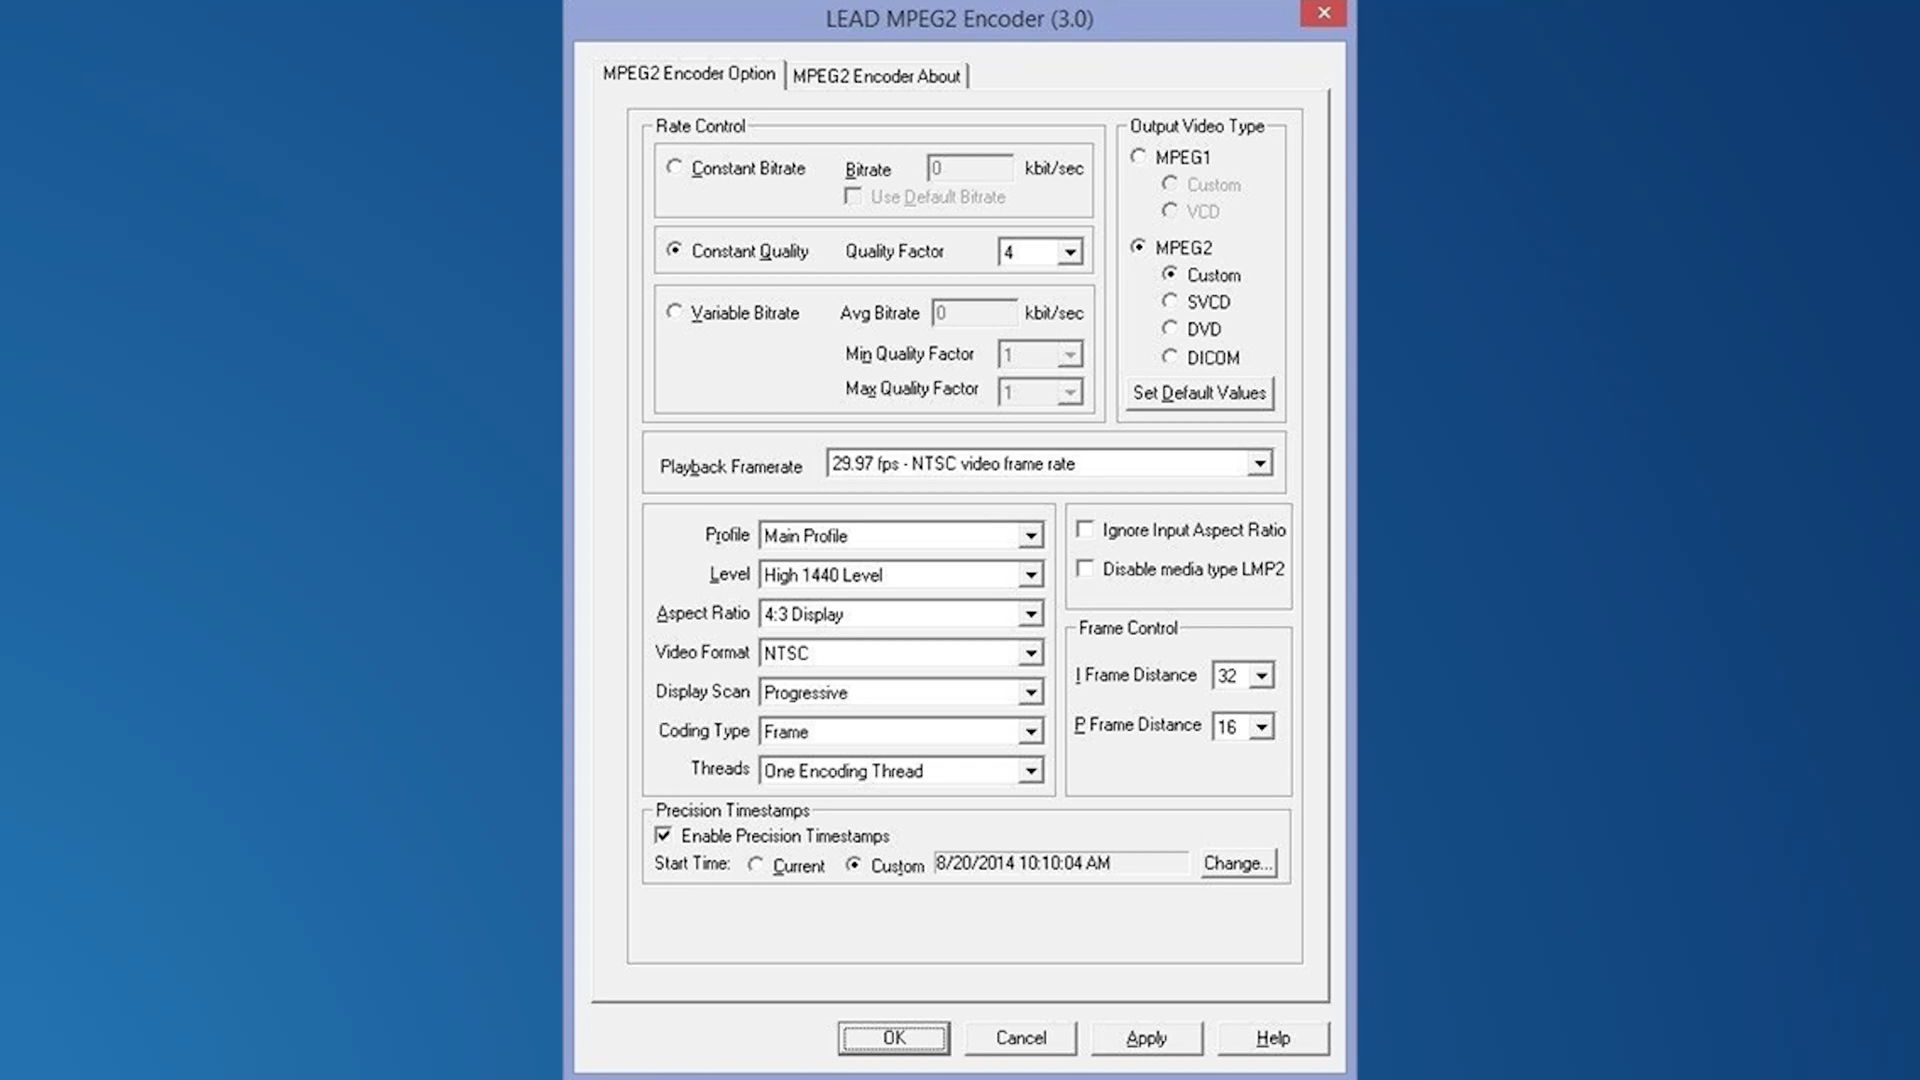 LEAD MPEG2 Encoder (3.0)
MPEG2 Encoder Option
MPEG2 Encoder About
Rate Control
Constant Bitrate
Bitrate
0
kbit/sec
Use Default Bitrate
Constant Quality
Quality Factor
4
Variable Bitrate
Avg Bitrate
0
kbit/sec
Min Quality Factor
1
Max Quality Factor
1
Output Video Type
MPEG1
Custom
VCD
MPEG2
Custom
SVCD
DVD
DICOM
Set Default Values
Playback Framerate
29.97 fps - NTSC video frame rate
Profile
Main Profile
Level
High 1440 Level
Aspect Ratio
4:3 Display
Video Format
NTSC
Display Scan
Progressive
Coding Type
Frame
Threads
One Encoding Thread
Ignore Input Aspect Ratio
Disable media type LMP2
Frame Control
I Frame Distance
32
P Frame Distance
16
Precision Timestamps
Enable Precision Timestamps
Start Time:
Current
Custom
8/20/2014 10:10:04 AM
Change...
OK
Cancel
Apply
Help